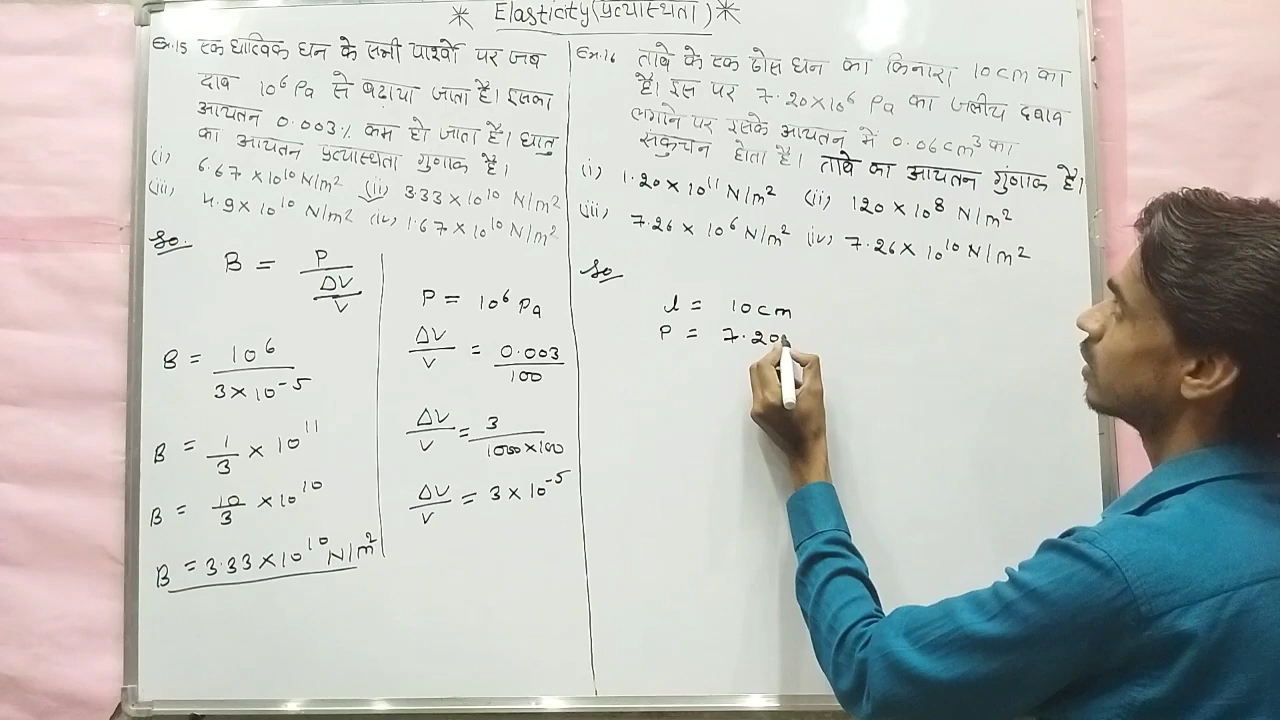 * Elasticity (प्रत्यास्थता) *
Ex.15 एक धात्विक घन के सभी पार्श्वों पर जब
दाब 10⁶ Pa से बढ़ाया जाता है। इसका
आयतन 0.003% कम हो जाता है। धातु
का आयतन प्रत्यास्थता गुणांक है।
(i) 6.67 × 10¹⁰ N/m² (ii) 3.33 × 10¹⁰ N/m²
(iii) 4.9 × 10¹⁰ N/m² (iv) 1.67 × 10¹⁰ N/m²
So.
B = P / (ΔV/V)
B = 10⁶ / (3 × 10⁻⁵)
B = 1/3 × 10¹¹
B = 10/3 × 10¹⁰
B = 3.33 × 10¹⁰ N/m²
P = 10⁶ Pa
ΔV/V = 0.003/100
ΔV/V = 3/(1000×100)
ΔV/V = 3 × 10⁻⁵
Ex.16 तांबे के एक ठोस घन का किनारा 10 cm का
है। इस पर 7.20×10⁶ Pa का जलीय दवाव
लगाने पर इसके आयतन में 0.06 cm³ का
संकुचन होता है। तांबे का आयतन गुंणाक है।
(i) 1.20 × 10¹¹ N/m² (ii) 120 × 10⁸ N/m²
(iii) 7.26 × 10⁶ N/m² (iv) 7.26 × 10¹⁰ N/m²
So
l = 10 cm
P = 7.20